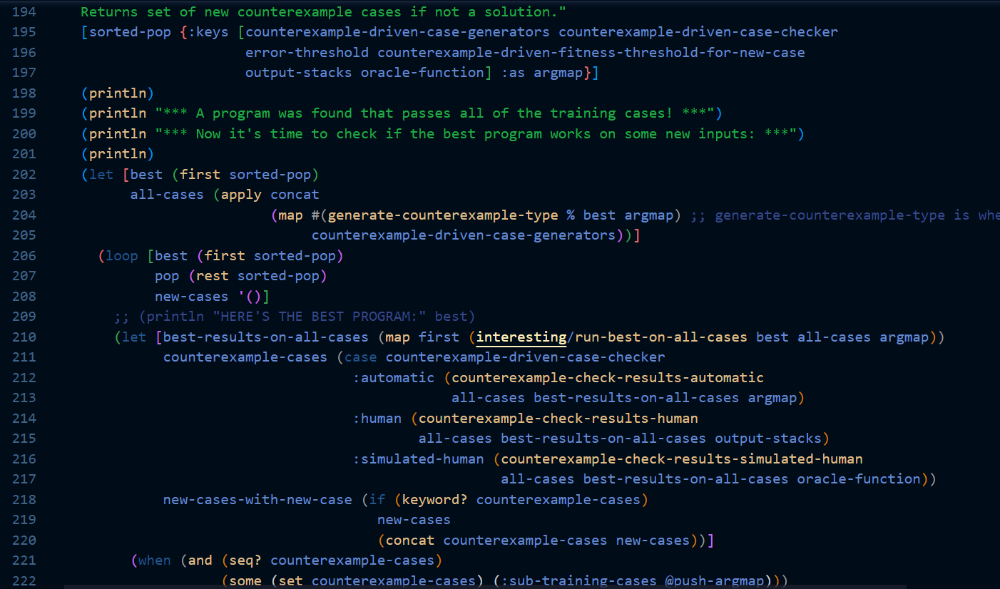 194 Returns set of new counterexample cases if not a solution."
195 [sorted-pop {:keys [counterexample-driven-case-generators counterexample-driven-case-checker
196 error-threshold counterexample-driven-fitness-threshold-for-new-case
197 output-stacks oracle-function] :as argmap}]
198 (println)
199 (println "*** A program was found that passes all of the training cases! ***")
200 (println "*** Now it's time to check if the best program works on some new inputs: ***")
201 (println)
202 (let [best (first sorted-pop)
203 all-cases (apply concat
204 (map #(generate-counterexample-type % best argmap) ;; generate-counterexample-type is whe
205 counterexample-driven-case-generators))]
206 (loop [best (first sorted-pop)
207 pop (rest sorted-pop)
208 new-cases '()]
209 ;; (println "HERE'S THE BEST PROGRAM:" best)
210 (let [best-results-on-all-cases (map first (interesting/run-best-on-all-cases best all-cases argmap))
211 counterexample-cases (case counterexample-driven-case-checker
212 :automatic (counterexample-check-results-automatic
213 all-cases best-results-on-all-cases argmap)
214 :human (counterexample-check-results-human
215 all-cases best-results-on-all-cases output-stacks)
216 :simulated-human (counterexample-check-results-simulated-human
217 all-cases best-results-on-all-cases oracle-function))
218 new-cases-with-new-case (if (keyword? counterexample-cases)
219 new-cases
220 (concat counterexample-cases new-cases))]
221 (when (and (seq? counterexample-cases)
222 (some (set counterexample-cases) (:sub-training-cases @push-argmap)))